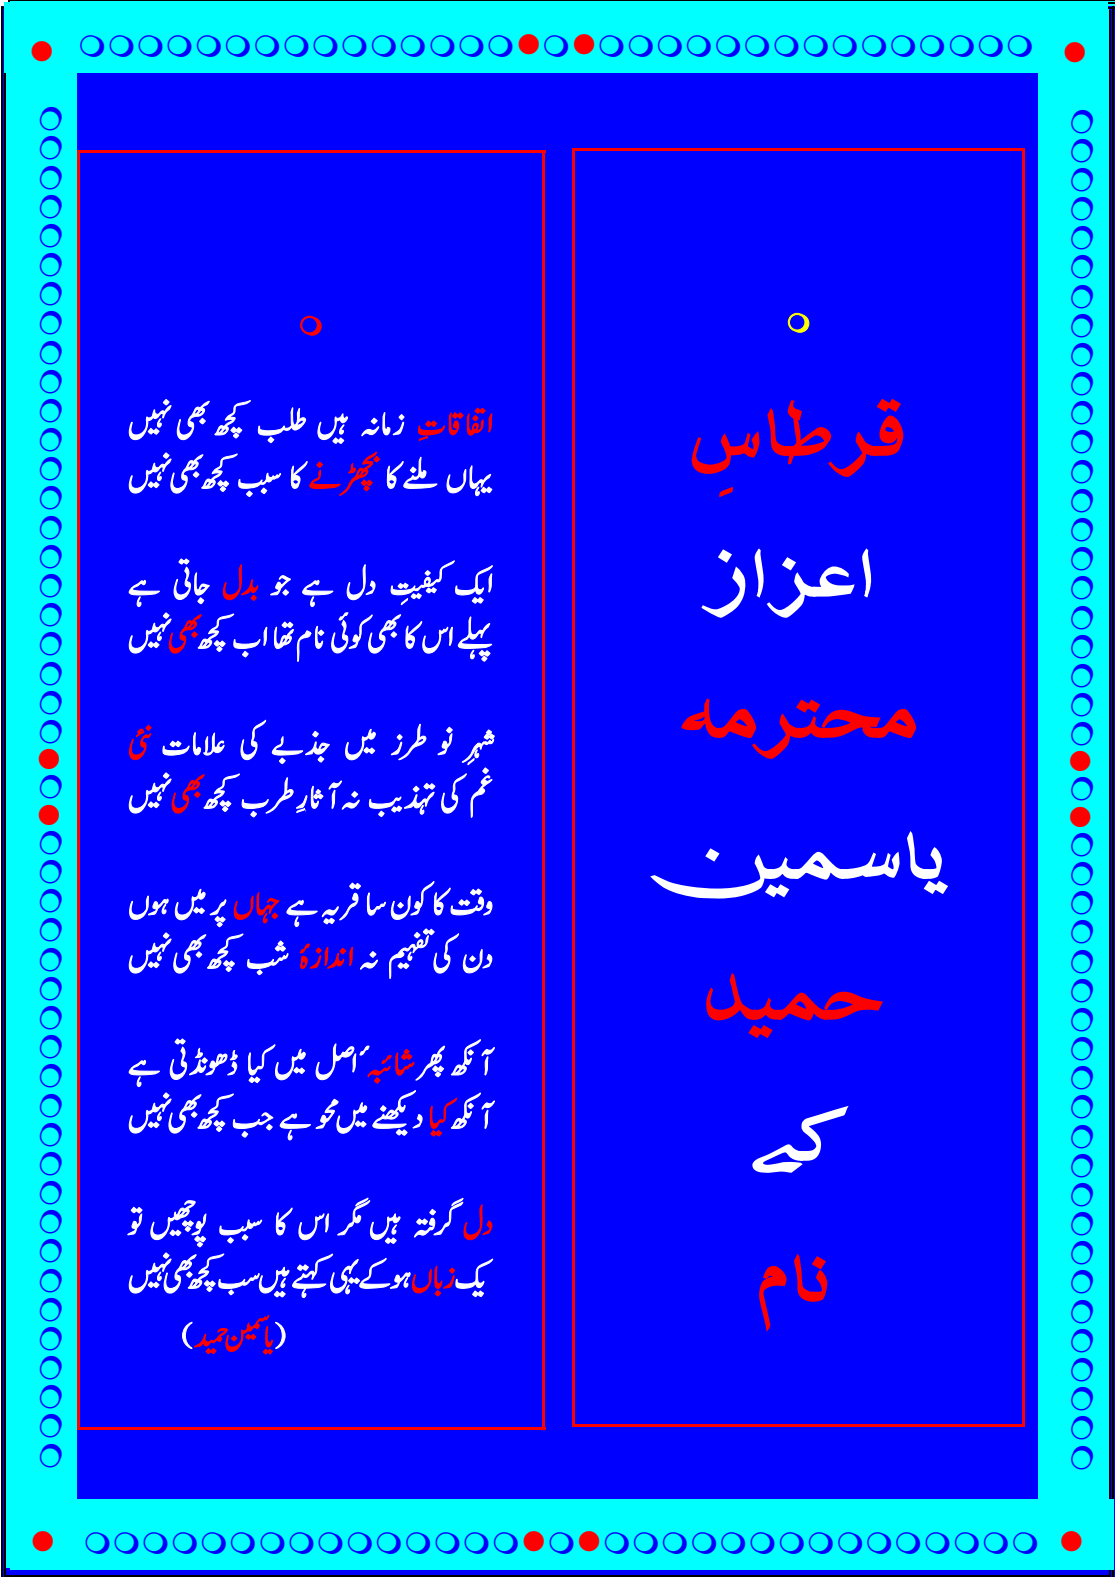 قرطاسِ
اعزاز
محترمہ
یاسمین
حمید
کے
نام
اتفاقاتِ زمانہ ہیں طلب کچھ بھی نہیں
یہاں ملنے کا بچھڑنے کا سبب کچھ بھی نہیں
ایک کیفیتِ دل ہے جو بدل جاتی ہے
پہلے اس کا بھی کوئی نام تھا اب کچھ بھی نہیں
شہرِ نو طرز میں جذبے کی علامات نئی
غم کی تہذیب نہ آثارِ طرب کچھ بھی نہیں
وقت کا کون سا قریہ ہے جہاں پر میں ہوں
دن کی تفہیم نہ اندازۂ شب کچھ بھی نہیں
آنکھ پھر شائبہٴ اصل میں کیا ڈھونڈتی ہے
آنکھ کیا دیکھنے میں محو ہے جب کچھ بھی نہیں
دل گرفتہ ہیں مگر اس کا سبب پوچھیں تو
یک زباں ہو کے یہی کہتے ہیں سب کچھ بھی نہیں
(یاسمین حمید)